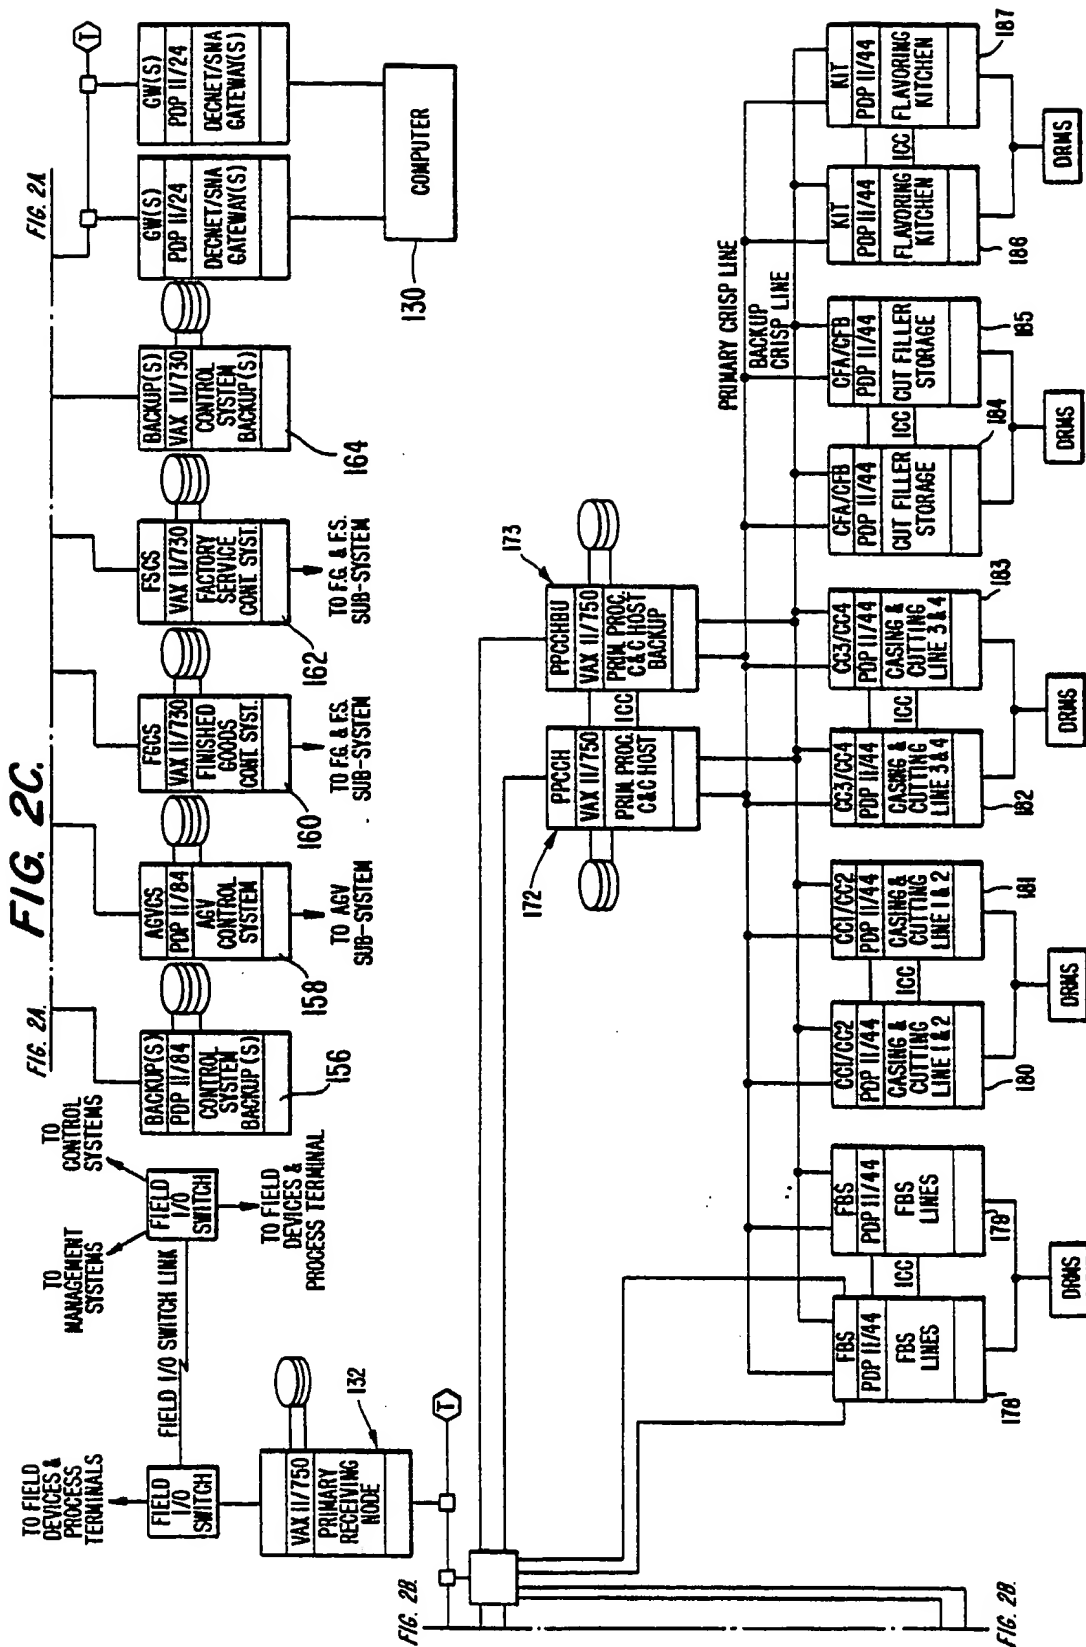 FIG. 2C.
FIG. 2A.
FIG. 2A.
TO FIELD
DEVICES &
PROCESS
TERMINALS
FIELD
I/O
SWITCH
FIELD I/O SWITCH LINK
TO
MANAGEMENT
SYSTEMS
TO
CONTROL
SYSTEMS
FIELD
I/O
SWITCH
TO FIELD
DEVICES &
PROCESS TERMINAL
VAX 11/750
PRIMARY
RECEIVING
NODE
132
T
BACKUP(S)
PDP 11/84
CONTROL
SYSTEM
BACKUP(S)
156
AGVCS
PDP 11/84
AGV
CONTROL
SYSTEM
158
TO AGV
SUB-SYSTEM
FGCS
VAX 11/730
FINISHED
GOODS
CONT. SYST.
160
TO F.G. & F.S.
SUB-SYSTEM
FSCS
VAX 11/730
FACTORY
SERVICE
CONT. SYST.
162
TO F.G. & F.S.
SUB-SYSTEM
BACKUP(S)
VAX 11/730
CONTROL
SYSTEM
BACKUP(S)
164
GW(S)
PDP 11/24
DECNET/SNA
GATEWAY(S)
GW(S)
PDP 11/24
DECNET/SNA
GATEWAY(S)
T
COMPUTER
130
FIG. 2B.
FIG. 2B.
PPCCH
VAX 11/750
PRIM. PROC.
C&C HOST
172
ICC
PPCCHBU
VAX 11/750
PRIM. PROC.
C&C HOST
BACKUP
173
PRIMARY CRISP LINE
BACKUP
CRISP LINE
FBS
PDP 11/44
FBS
LINES
178
ICC
FBS
PDP 11/44
FBS
LINES
179
DRMS
CC1/CC2
PDP 11/44
CASING &
CUTTING
LINE 1 & 2
180
ICC
CC1/CC2
PDP 11/44
CASING &
CUTTING
LINE 1 & 2
181
DRMS
CC3/CC4
PDP 11/44
CASING &
CUTTING
LINE 3 & 4
182
ICC
CC3/CC4
PDP 11/44
CASING &
CUTTING
LINE 3 & 4
183
DRMS
CFA/CFB
PDP 11/44
CUT FILLER
STORAGE
184
ICC
CFA/CFB
PDP 11/44
CUT FILLER
STORAGE
185
DRMS
KIT
PDP 11/44
FLAVORING
KITCHEN
186
ICC
KIT
PDP 11/44
FLAVORING
KITCHEN
187
DRMS